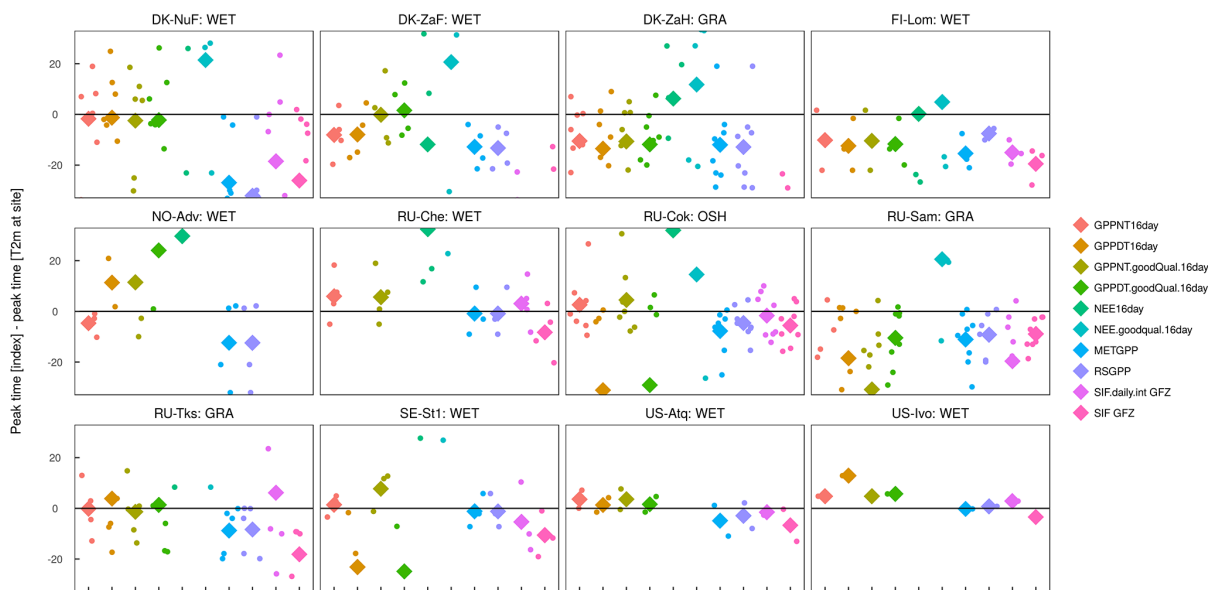 DK-NuF: WET
DK-ZaF: WET
DK-ZaH: GRA
FI-Lom: WET
20
0
-20
NO-Adv: WET
RU-Che: WET
RU-Cok: OSH
RU-Sam: GRA
20
0
-20
RU-Tks: GRA
SE-St1: WET
US-Atq: WET
US-Ivo: WET
20
0
-20
Peak time [index] - peak time [T2m at site]
GPPNT16day
GPPDT16day
GPPNT.goodQual.16day
GPPDT.goodQual.16day
NEE16day
NEE.goodqual.16day
METGPP
RSGPP
SIF.daily.int GFZ
SIF GFZ